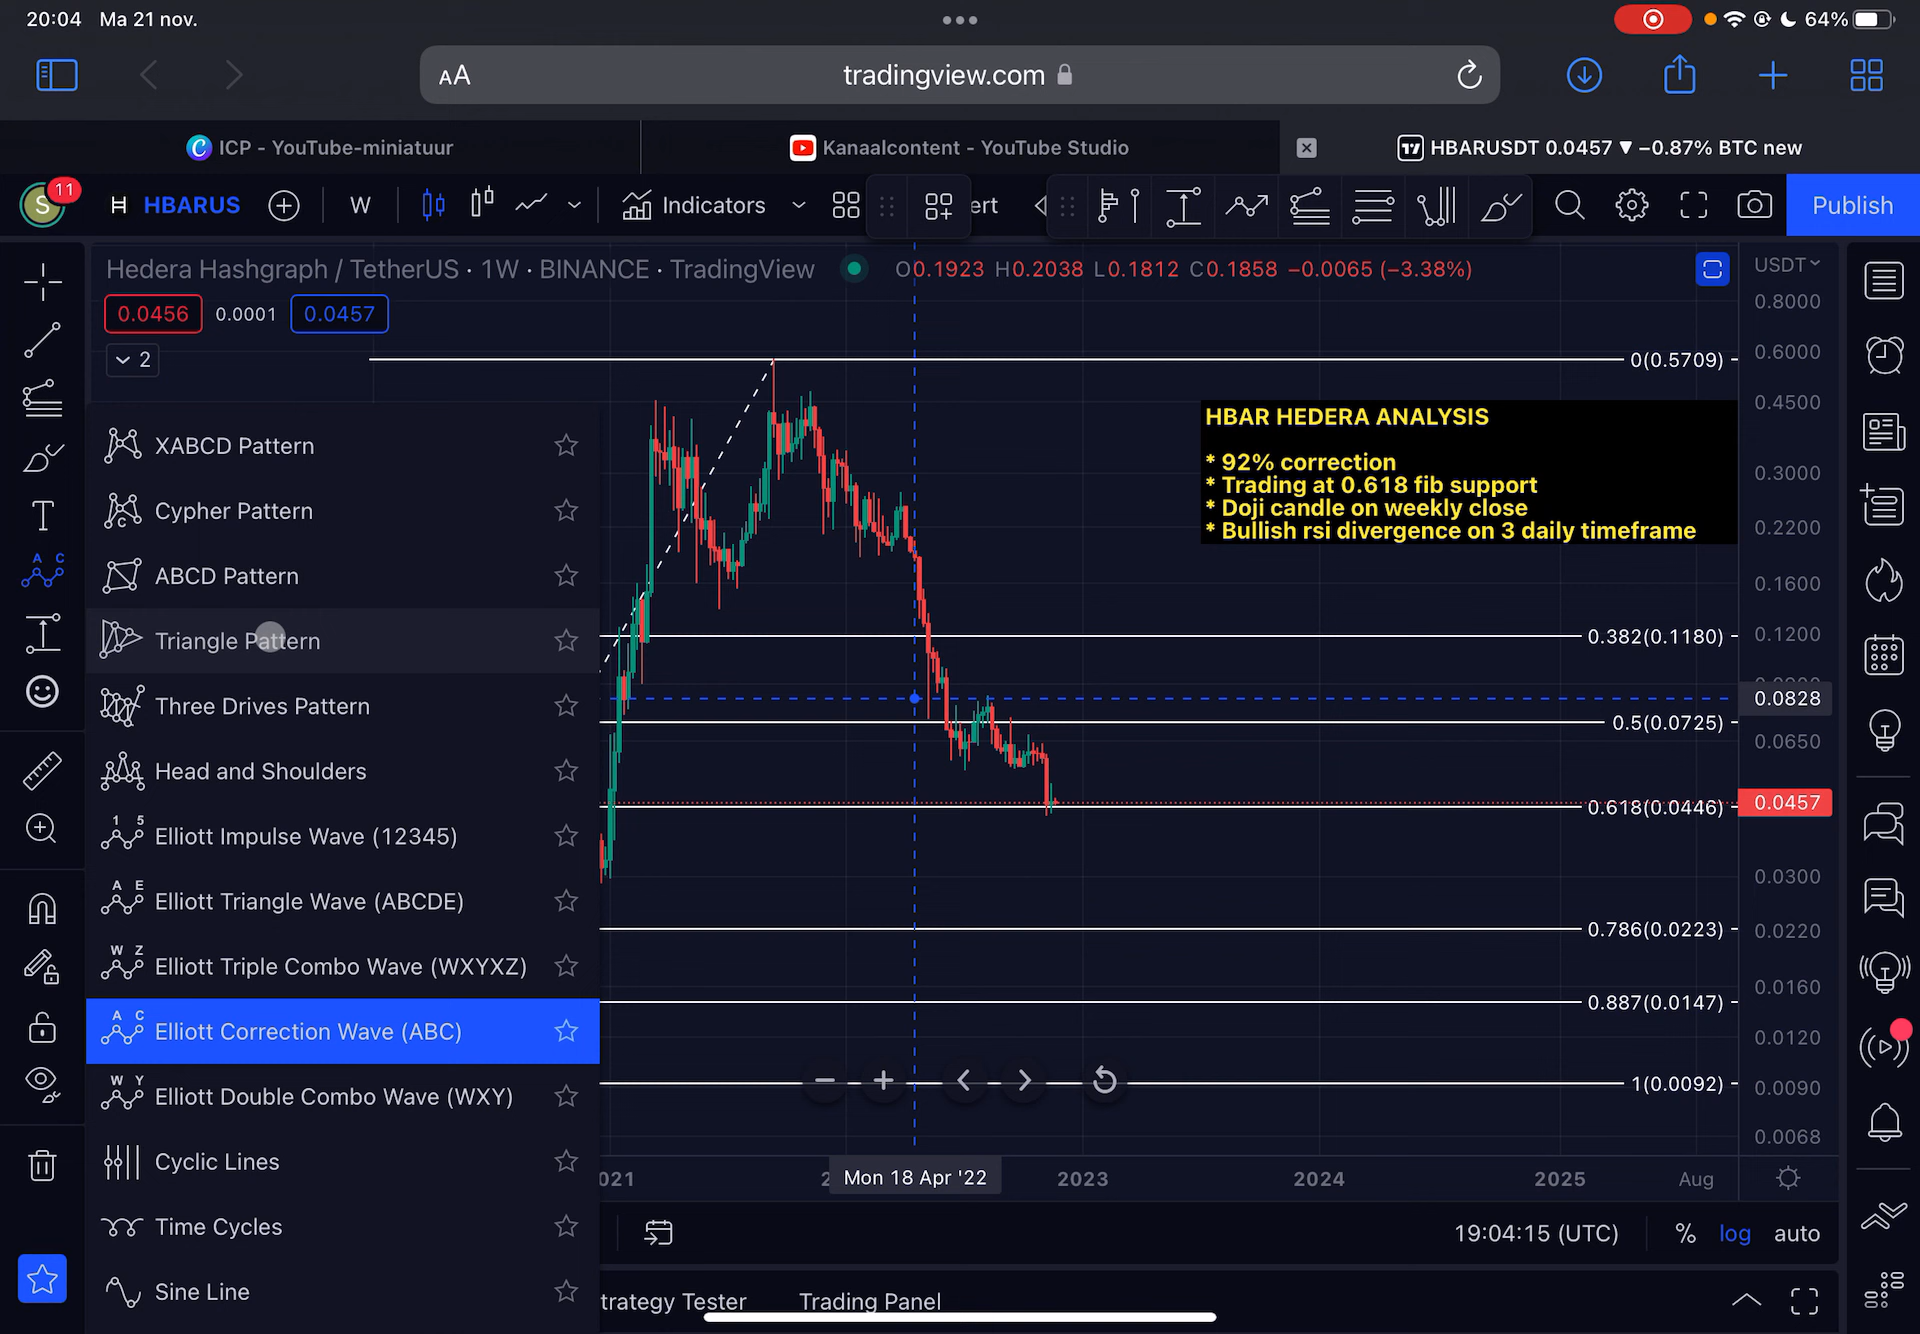 20:04 Ma 21 nov.
64%
AA
tradingview.com
ICP - YouTube-miniatuur
Kanaalcontent - YouTube Studio
HBARUSDT 0.0457 ▼ −0.87% BTC new
S
11
H HBARUS
W
Indicators
ert
Publish
Hedera Hashgraph / TetherUS · 1W · BINANCE · TradingView
O0.1923 H0.2038 L0.1812 C0.1858 −0.0065 (−3.38%)
USDT
0.0456
0.0001
0.0457
2
0.8000
0.6000
0.4500
0.3000
0.2200
0.1600
0.1200
0.0828
0.0650
0.0457
0.0300
0.0220
0.0160
0.0120
0.0090
0.0068
0(0.5709)
0.382(0.1180)
0.5(0.0725)
0.618(0.0446)
0.786(0.0223)
0.887(0.0147)
1(0.0092)
HBAR HEDERA ANALYSIS
* 92% correction
* Trading at 0.618 fib support
* Doji candle on weekly close
* Bullish rsi divergence on 3 daily timeframe
XABCD Pattern
Cypher Pattern
ABCD Pattern
Triangle Pattern
Three Drives Pattern
Head and Shoulders
Elliott Impulse Wave (12345)
Elliott Triangle Wave (ABCDE)
Elliott Triple Combo Wave (WXYXZ)
Elliott Correction Wave (ABC)
Elliott Double Combo Wave (WXY)
Cyclic Lines
Time Cycles
Sine Line
021
2
Mon 18 Apr '22
2023
2024
2025
Aug
19:04:15 (UTC)
%
log
auto
trategy Tester
Trading Panel